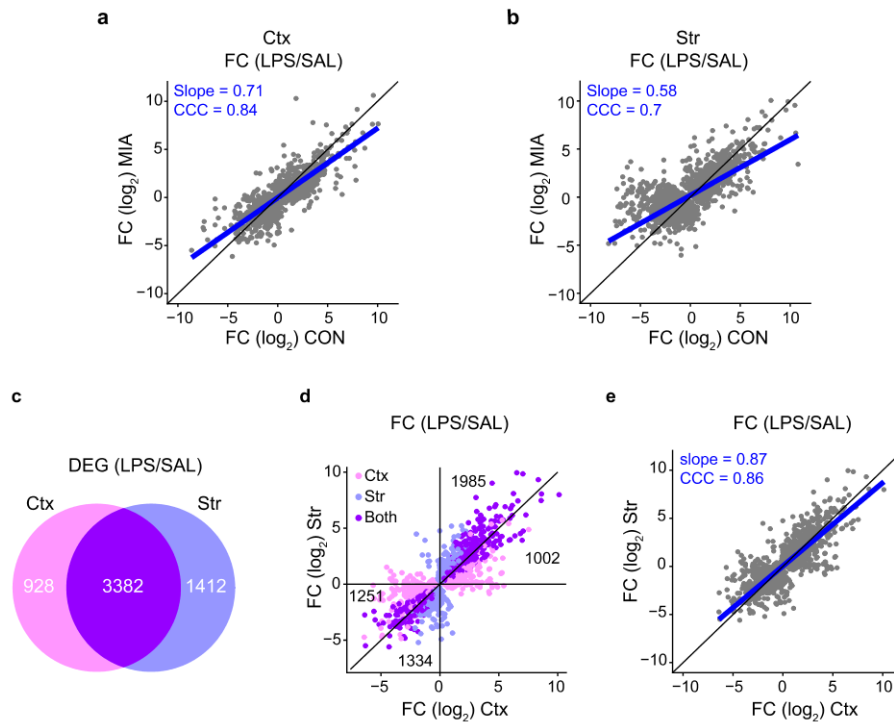 a
Ctx
FC (LPS/SAL)
Slope = 0.71
CCC = 0.84
10
5
0
−5
−10
FC (log2) MIA
−10 −5 0 5 10
FC (log2) CON
b
Str
FC (LPS/SAL)
Slope = 0.58
CCC = 0.7
10
5
0
−5
−10
FC (log2) MIA
−10 −5 0 5 10
FC (log2) CON
c
DEG (LPS/SAL)
Ctx Str
928 3382 1412
d
FC (LPS/SAL)
Ctx
Str
Both
1985
1002
1251
1334
10
5
0
−5
FC (log2) Str
−5 0 5 10
FC (log2) Ctx
e
FC (LPS/SAL)
slope = 0.87
CCC = 0.86
10
5
0
−5
−10
FC (log2) Str
−10 −5 0 5 10
FC (log2) Ctx